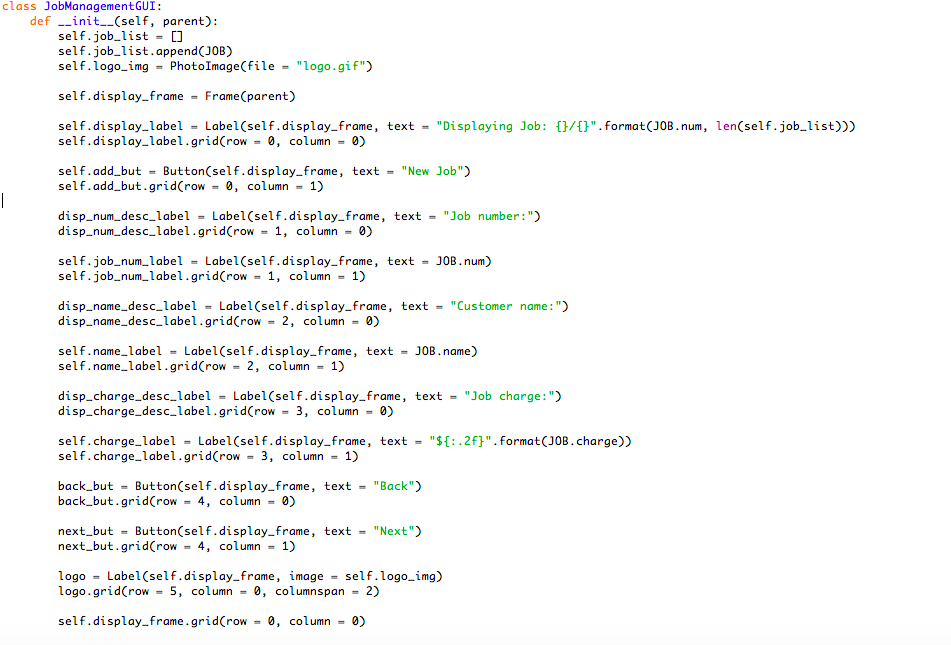 class JobManagementGUI:
    def __init__(self, parent):
        self.job_list = []
        self.job_list.append(JOB)
        self.logo_img = PhotoImage(file = "logo.gif")

        self.display_frame = Frame(parent)

        self.display_label = Label(self.display_frame, text = "Displaying Job: {}/{}".format(JOB.num, len(self.job_list)))
        self.display_label.grid(row = 0, column = 0)

        self.add_but = Button(self.display_frame, text = "New Job")
        self.add_but.grid(row = 0, column = 1)

        disp_num_desc_label = Label(self.display_frame, text = "Job number:")
        disp_num_desc_label.grid(row = 1, column = 0)

        self.job_num_label = Label(self.display_frame, text = JOB.num)
        self.job_num_label.grid(row = 1, column = 1)

        disp_name_desc_label = Label(self.display_frame, text = "Customer name:")
        disp_name_desc_label.grid(row = 2, column = 0)

        self.name_label = Label(self.display_frame, text = JOB.name)
        self.name_label.grid(row = 2, column = 1)

        disp_charge_desc_label = Label(self.display_frame, text = "Job charge:")
        disp_charge_desc_label.grid(row = 3, column = 0)

        self.charge_label = Label(self.display_frame, text = "${:.2f}".format(JOB.charge))
        self.charge_label.grid(row = 3, column = 1)

        back_but = Button(self.display_frame, text = "Back")
        back_but.grid(row = 4, column = 0)

        next_but = Button(self.display_frame, text = "Next")
        next_but.grid(row = 4, column = 1)

        logo = Label(self.display_frame, image = self.logo_img)
        logo.grid(row = 5, column = 0, columnspan = 2)

        self.display_frame.grid(row = 0, column = 0)